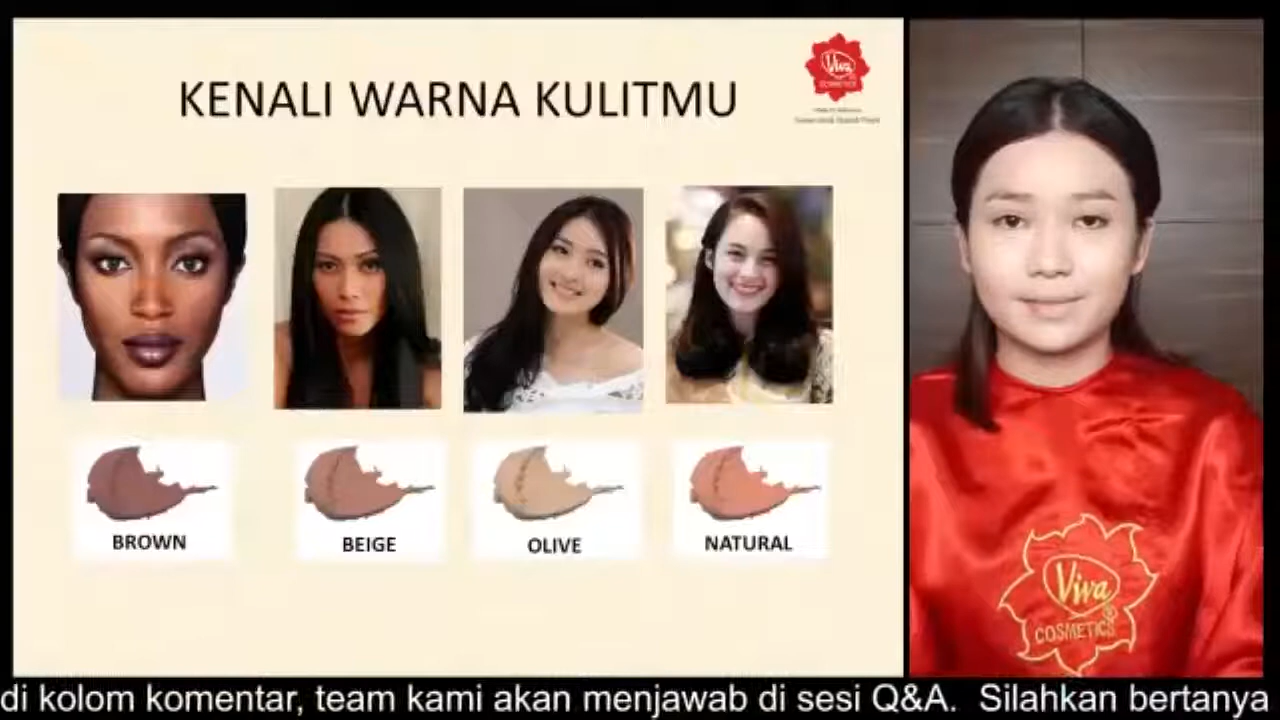 KENALI WARNA KULITMU
Viva
COSMETICS
BROWN
BEIGE
OLIVE
NATURAL
Viva
®
COSMETICS
di kolom komentar, team kami akan menjawab di sesi Q&A. Silahkan bertanya